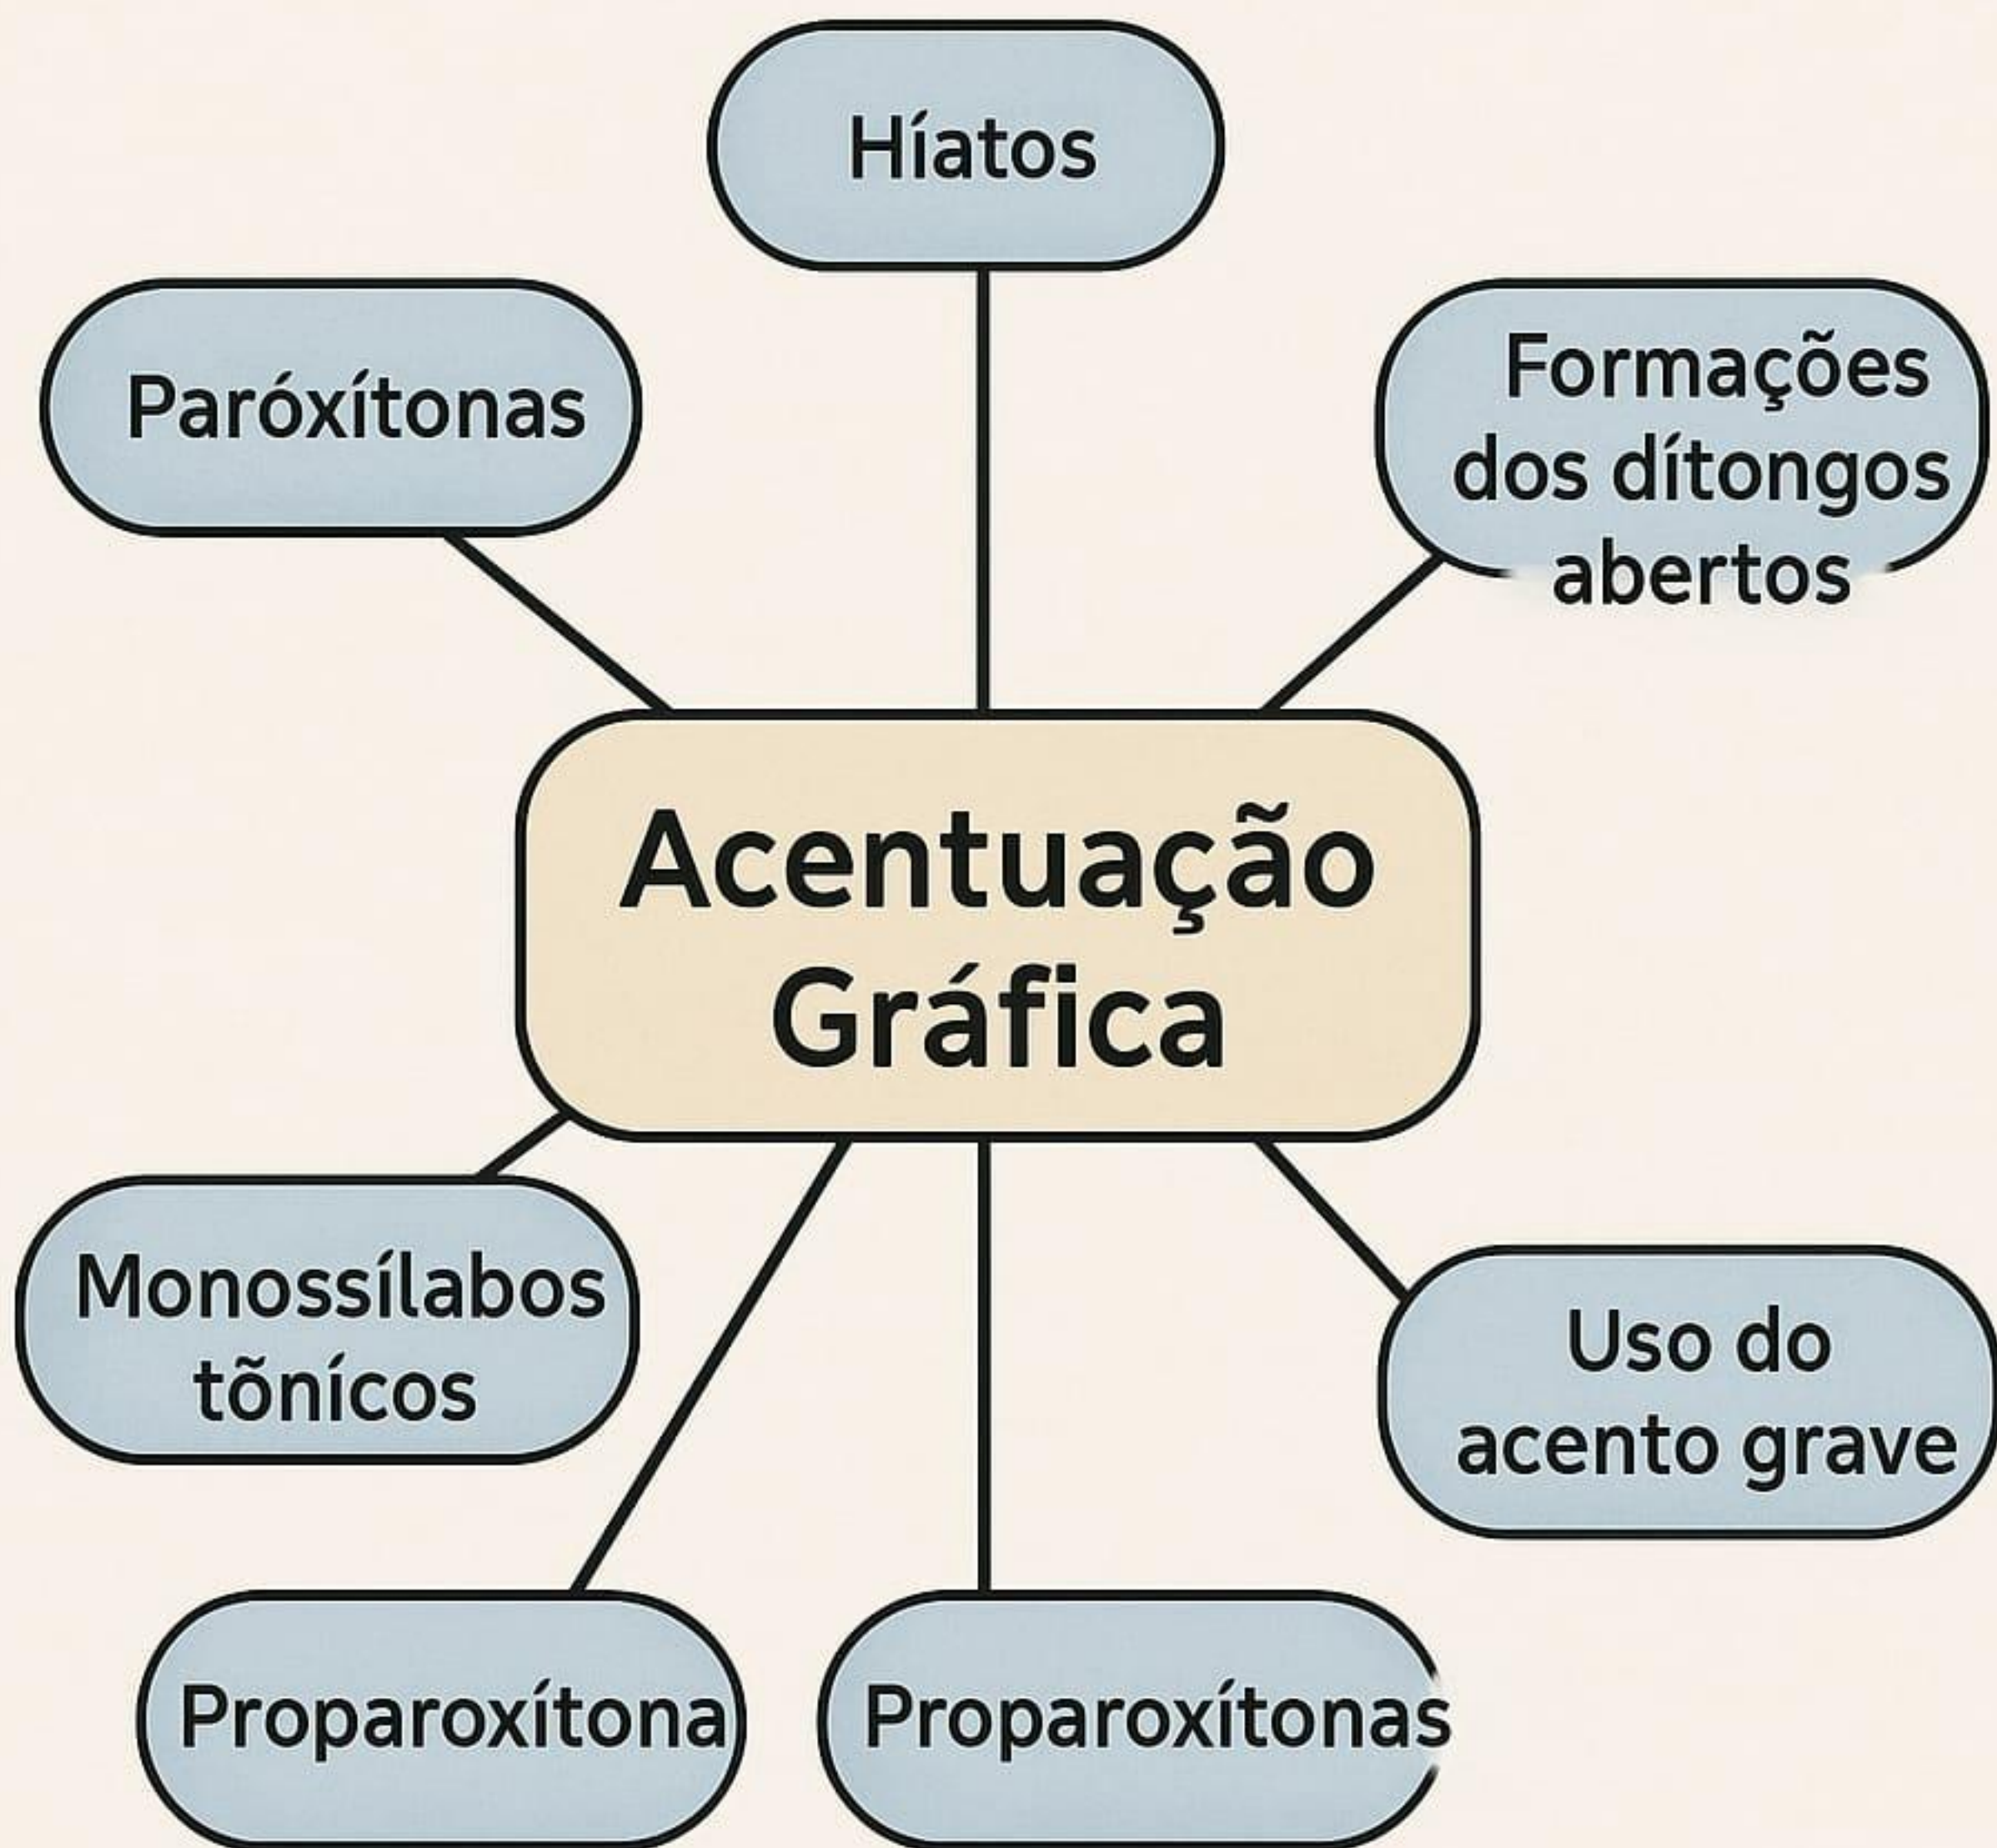 Híatos
Paróxítonas
Formações
dos dítongos
abertos
Acentuação
Gráfica
Monossílabos
tõnícos
Uso do
acento grave
Proparoxítona
Proparoxítonas